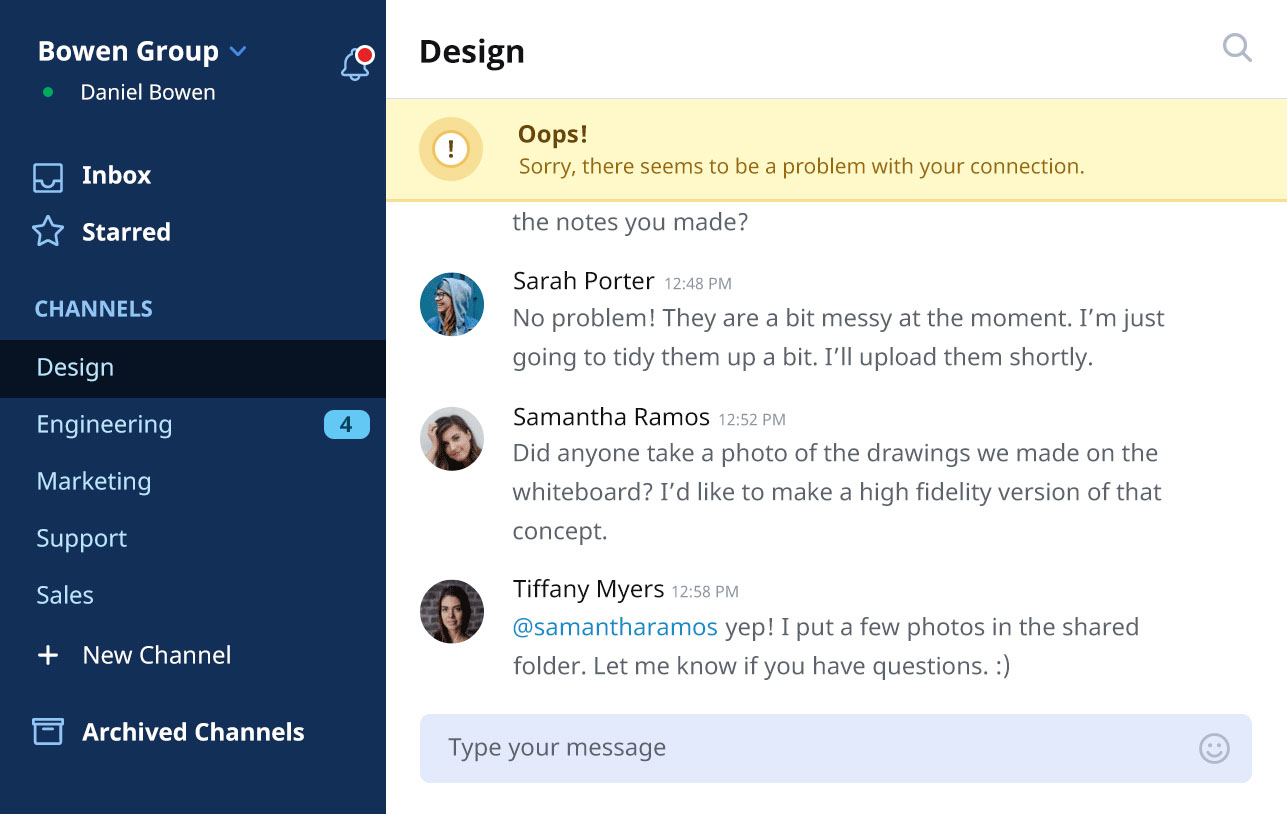 Bowen Group
Daniel Bowen
Inbox
Starred
CHANNELS
Design
Engineering 4
Marketing
Support
Sales
+ New Channel
Archived Channels
Design
!
Oops!
Sorry, there seems to be a problem with your connection.
the notes you made?
Sarah Porter 12:48 PM
No problem! They are a bit messy at the moment. I’m just
going to tidy them up a bit. I’ll upload them shortly.
Samantha Ramos 12:52 PM
Did anyone take a photo of the drawings we made on the
whiteboard? I’d like to make a high fidelity version of that
concept.
Tiffany Myers 12:58 PM
@samantharamos yep! I put a few photos in the shared
folder. Let me know if you have questions. :)
Type your message